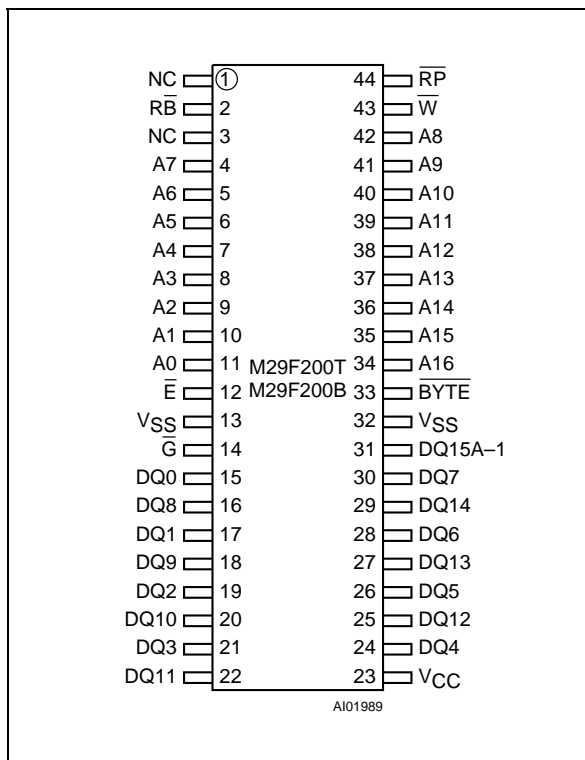 NC 1 44 R̅P̅
RB̅ 2 43 W̅
NC 3 42 A8
A7 4 41 A9
A6 5 40 A10
A5 6 39 A11
A4 7 38 A12
A3 8 37 A13
A2 9 36 A14
A1 10 35 A15
A0 11 M29F200T 34 A16
E̅ 12 M29F200B 33 B̅Y̅T̅E̅
VSS 13 32 VSS
G̅ 14 31 DQ15A–1
DQ0 15 30 DQ7
DQ8 16 29 DQ14
DQ1 17 28 DQ6
DQ9 18 27 DQ13
DQ2 19 26 DQ5
DQ10 20 25 DQ12
DQ3 21 24 DQ4
DQ11 22 23 VCC
AI01989